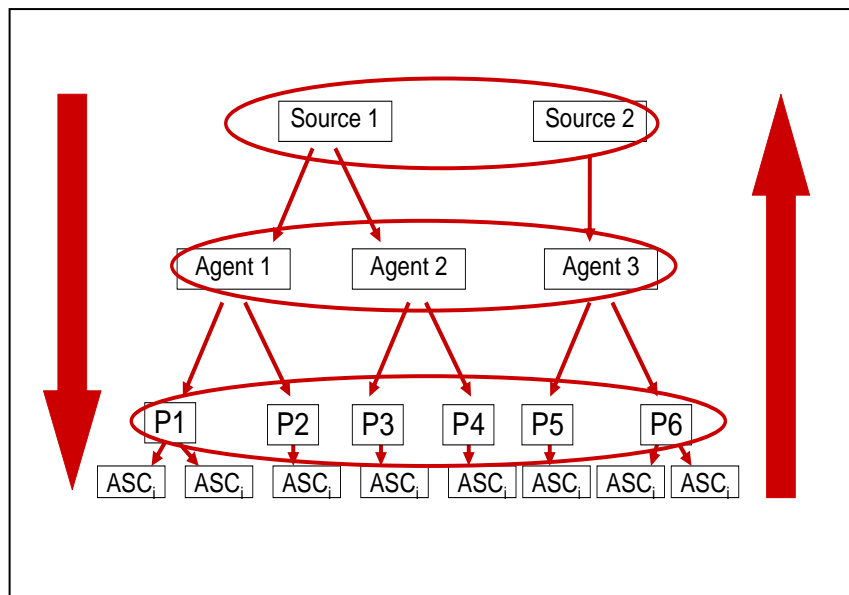 Source 1 Source 2
Agent 1 Agent 2 Agent 3
P1 P2 P3 P4 P5 P6
ASCi ASCi ASCi ASCi ASCi ASCi ASCi ASCi